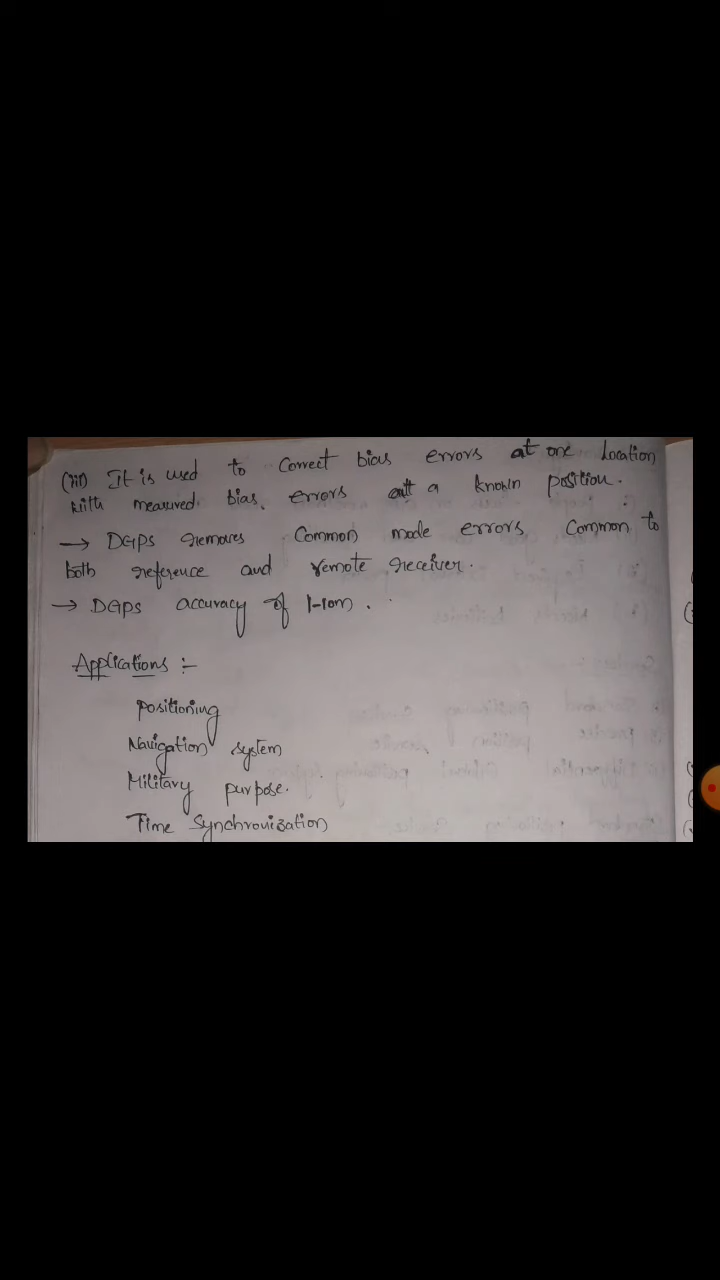 (iii) It is used to correct bias errors at one location
with measured bias errors at a known position.
→ DGPS removes Common mode errors Common to
both reference and remote receiver.
→ DGPS accuracy of 1-10m.
Applications :-
Positioning
Navigation system
Military purpose.
Time Synchronization